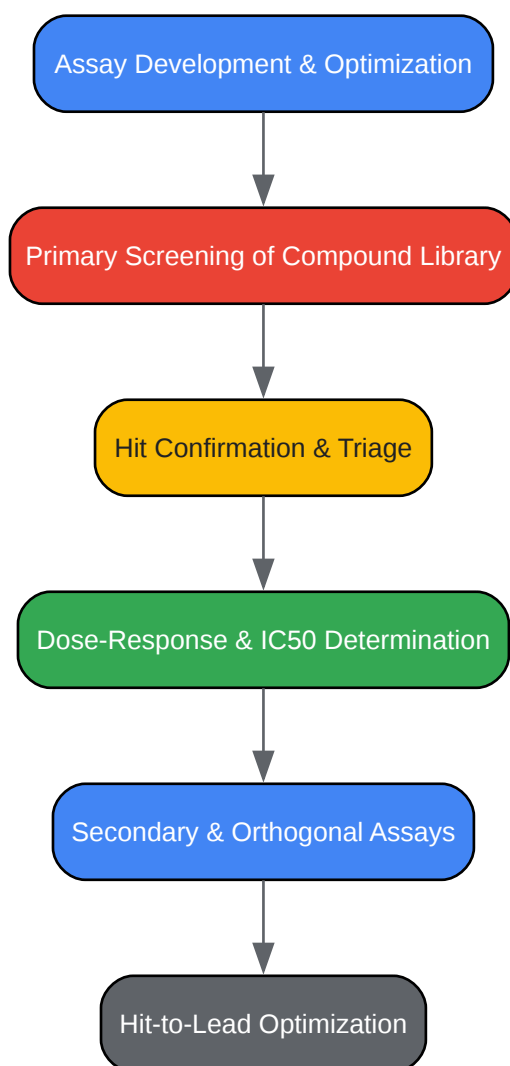 Assay Development & Optimization
Primary Screening of Compound Library
Hit Confirmation & Triage
Dose-Response & IC50 Determination
Secondary & Orthogonal Assays
Hit-to-Lead Optimization